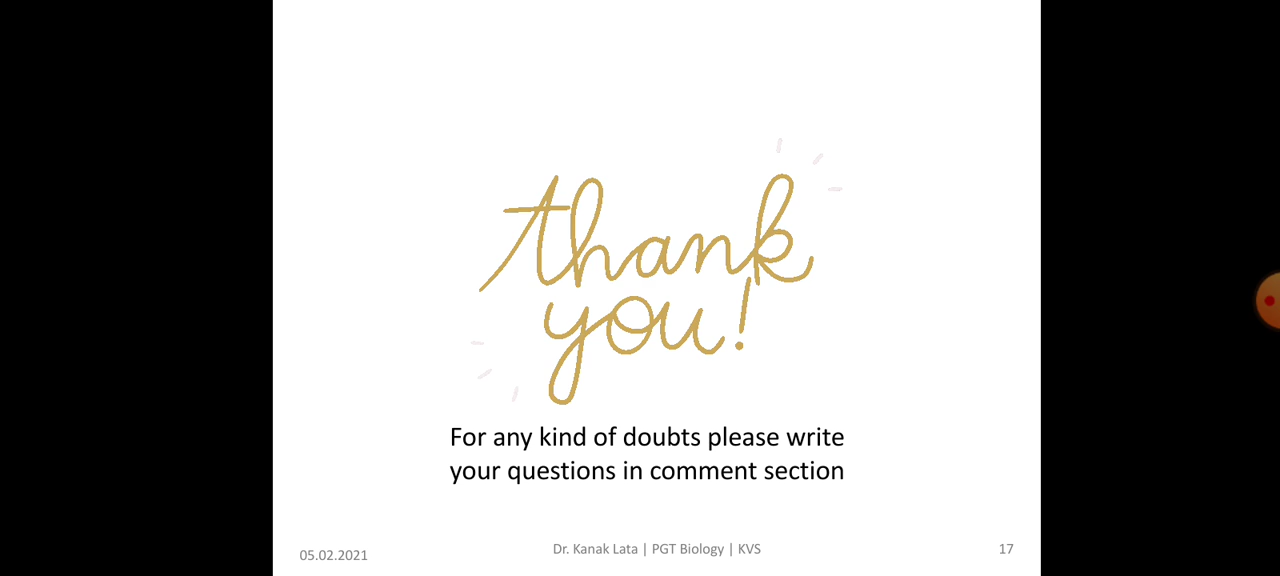 thank
you!
For any kind of doubts please write
your questions in comment section
05.02.2021
Dr. Kanak Lata | PGT Biology | KVS
17